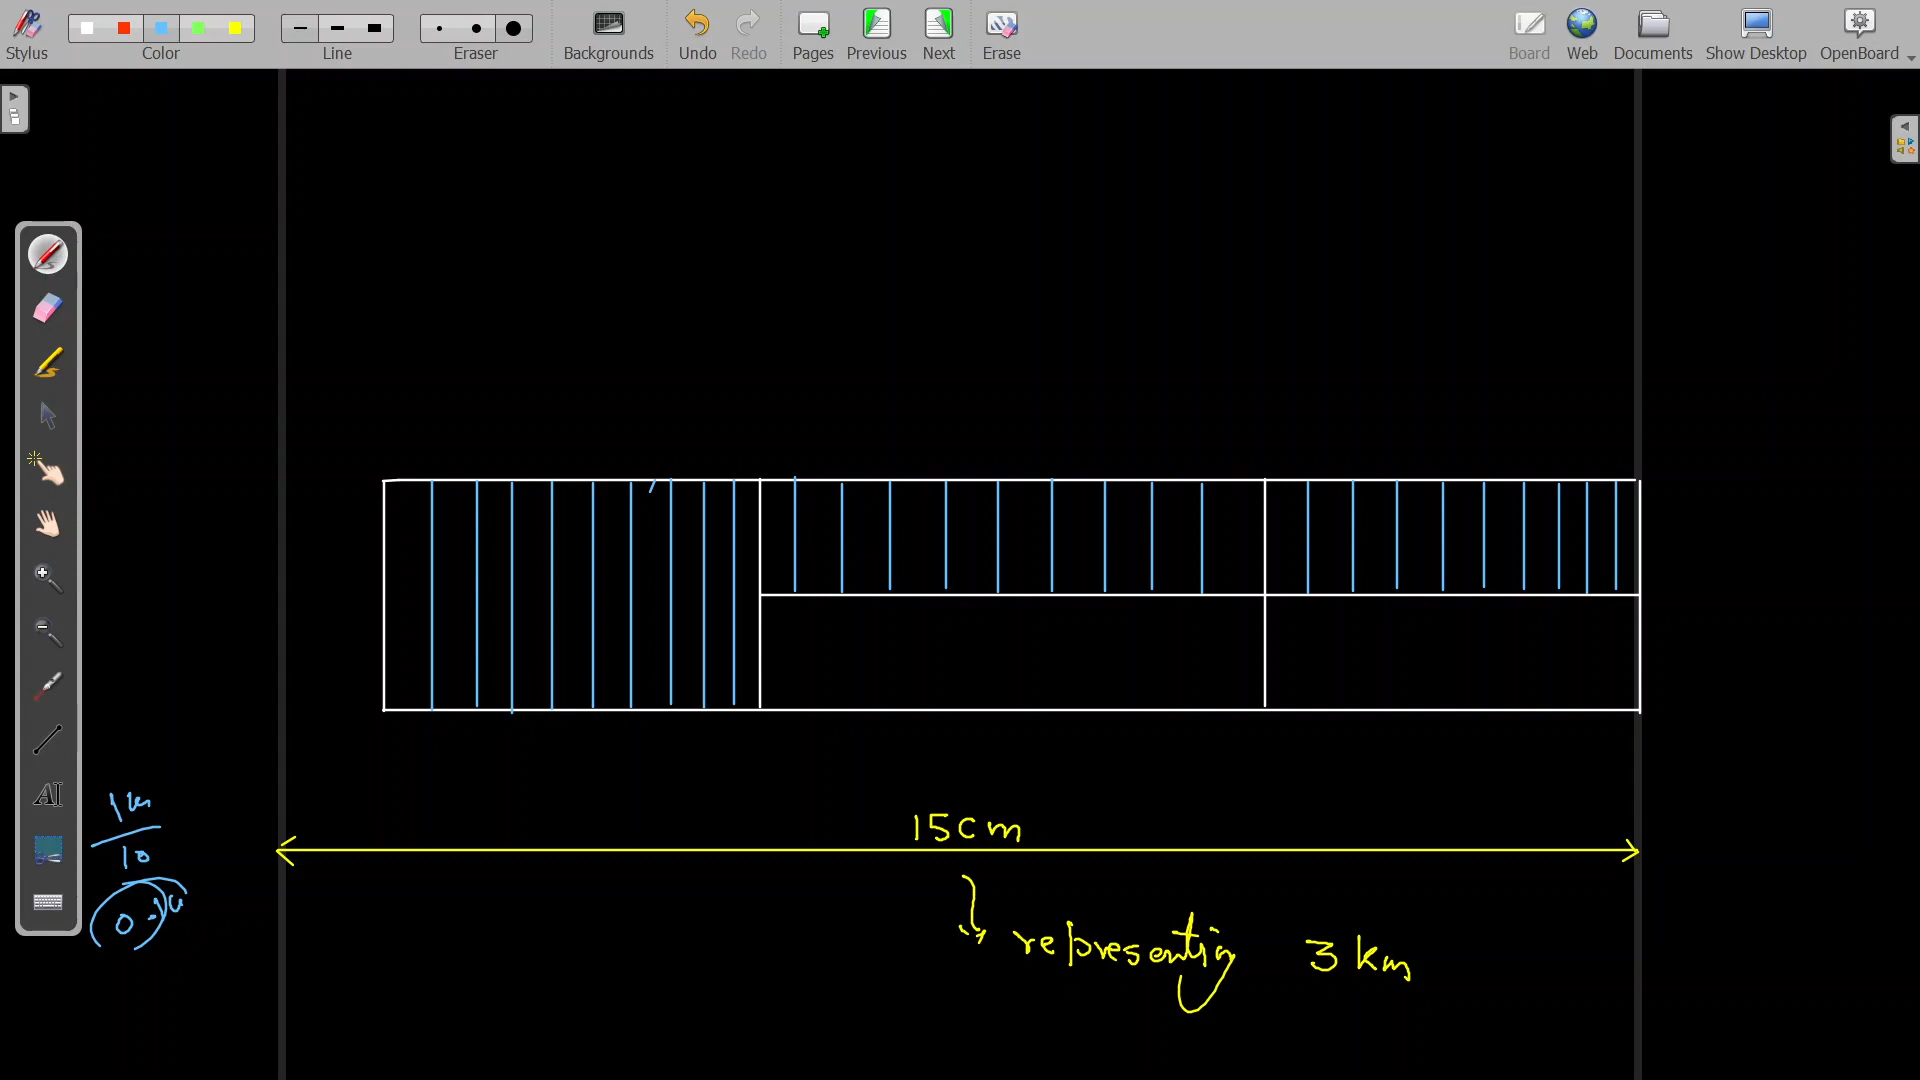 Stylus Color Line Eraser Backgrounds Undo Redo Pages Previous Next Erase Board Web Documents Show Desktop OpenBoard
15cm
representing 3 km
1km
10